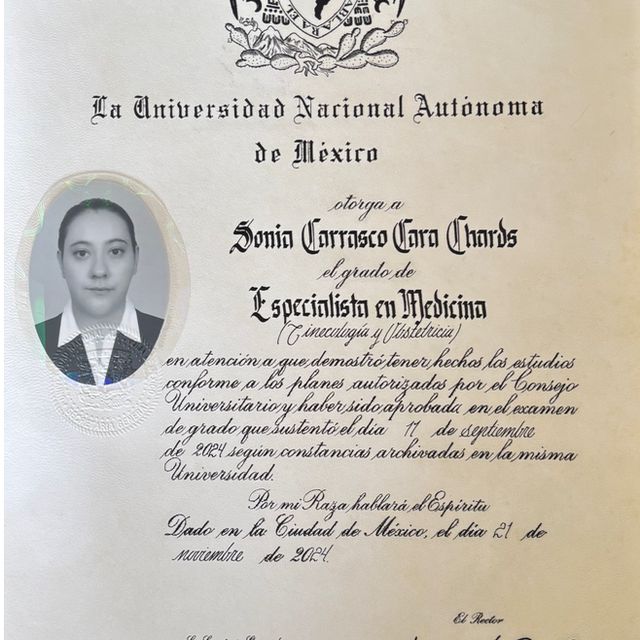 HABLARA EL
La Universidad Nacional Autónoma
de México
otorga a
Sonia Carrasco Cara Chards
el grado de
Especialista en Medicina
(Ginecología y Obstetricia)
en atención a que demostró tener hechos los estudios
conforme a los planes autorizados por el Consejo
Universitario y haber sido aprobada en el examen
de grado que sustentó el día 17 de septiembre
de 2024 según constancias archivadas en la misma
Universidad.
Por mi Raza hablará el Espíritu
Dado en la Ciudad de México, el día 21 de
noviembre de 2024.
El Rector